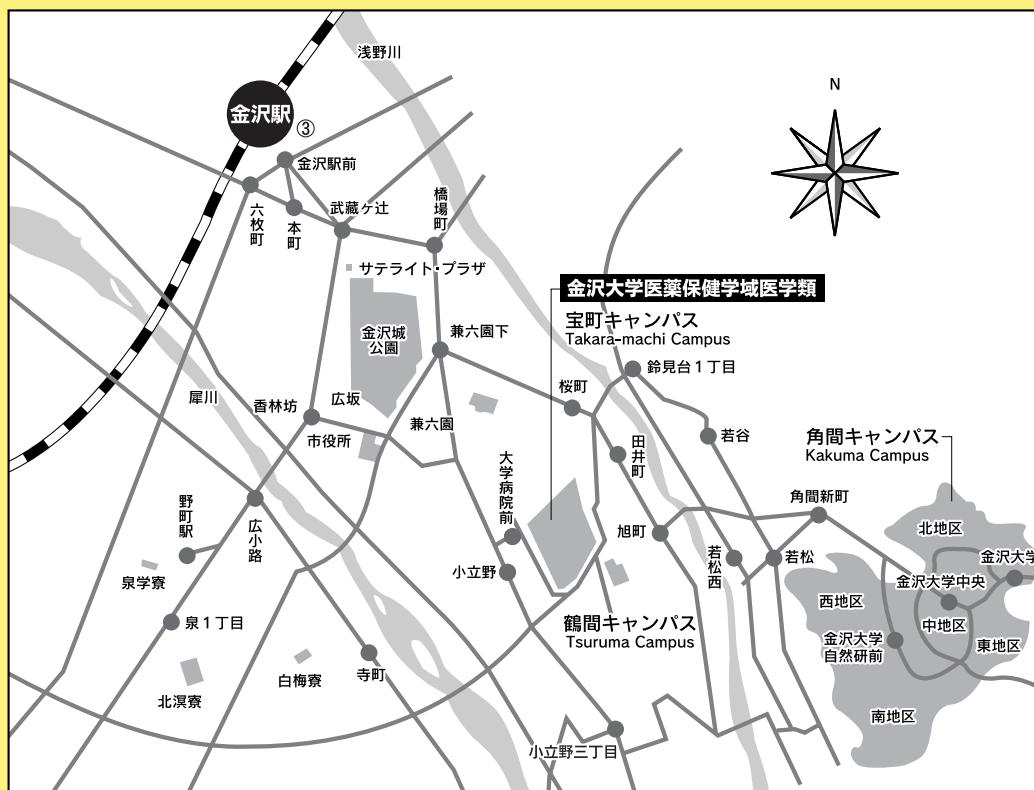 浅野川
N
金沢駅
③
金沢駅前
六枚町
本町
武蔵ヶ辻
橋場町
サテライト・プラザ
金沢大学医薬保健学域医学類
宝町キャンパス
Takara-machi Campus
金沢城
公園
兼六園下
鈴見台1丁目
犀川
香林坊
広坂
桜町
市役所
兼六園
若谷
田井町
角間キャンパス
Kakuma Campus
大学病院前
野町駅
広小路
角間新町
旭町
北地区
若松西
若松
金沢大学
小立野
泉学寮
金沢大学中央
西地区
中地区
泉1丁目
鶴間キャンパス
Tsuruma Campus
金沢大学
自然研前
東地区
白梅寮
寺町
北溟寮
南地区
小立野三丁目